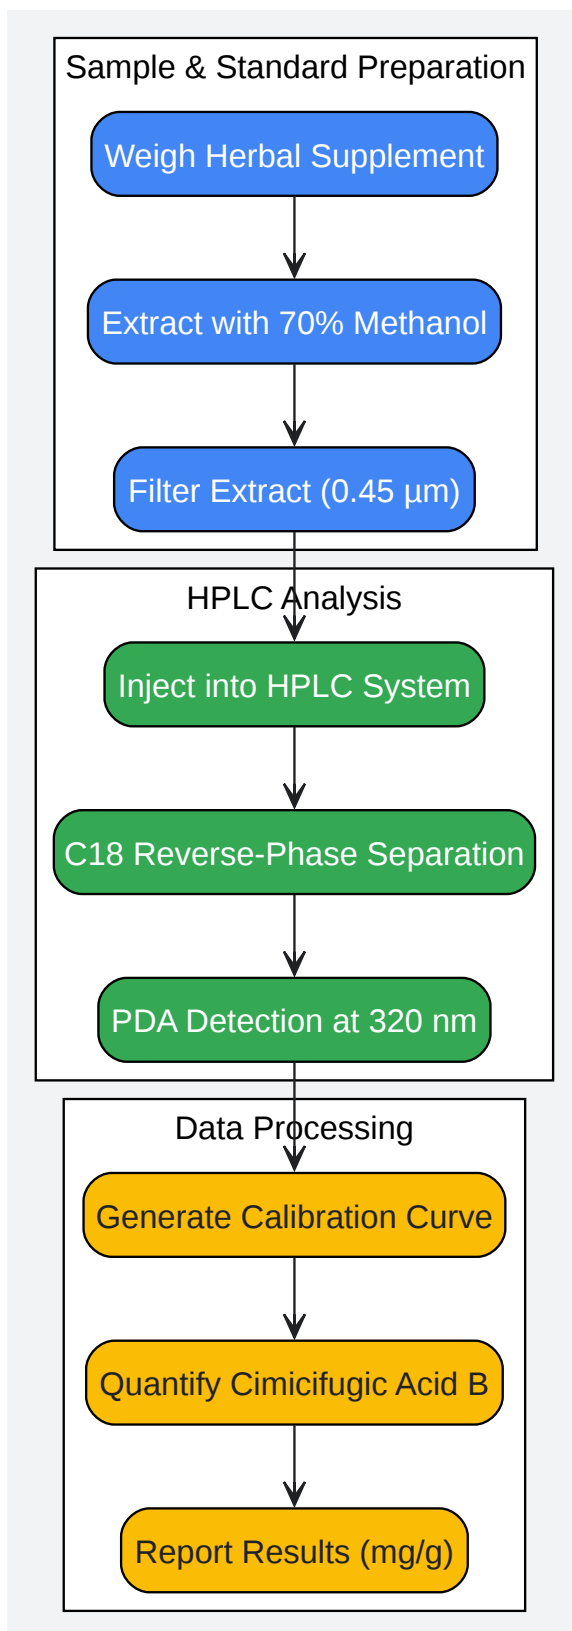 Sample & Standard Preparation
Weigh Herbal Supplement
Extract with 70% Methanol
Filter Extract (0.45 µm)
HPLC Analysis
Inject into HPLC System
C18 Reverse-Phase Separation
PDA Detection at 320 nm
Data Processing
Generate Calibration Curve
Quantify Cimicifugic Acid B
Report Results (mg/g)